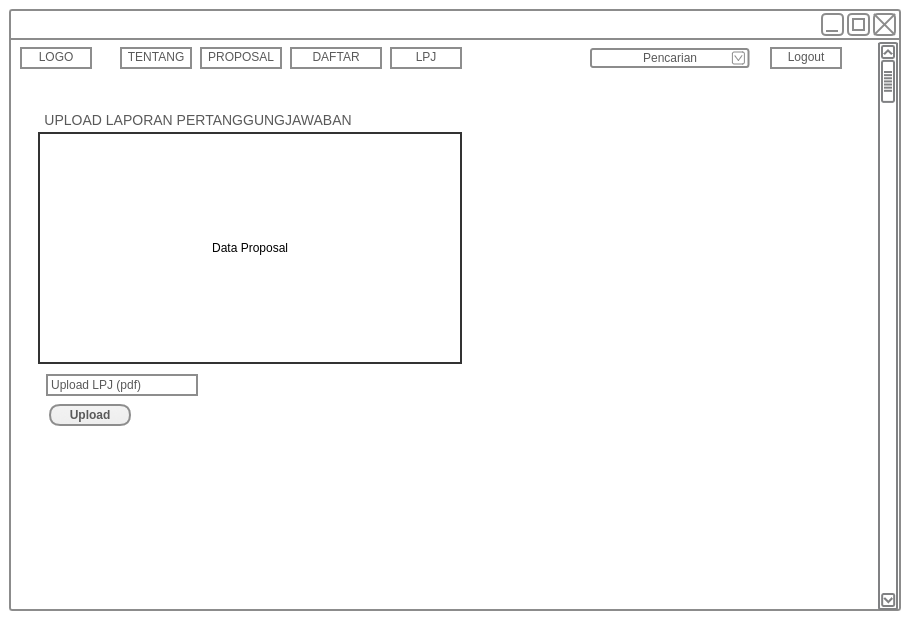 LOGO TENTANG PROPOSAL DAFTAR LPJ Pencarian Logout
UPLOAD LAPORAN PERTANGGUNGJAWABAN
Data Proposal
Upload LPJ (pdf)
Upload